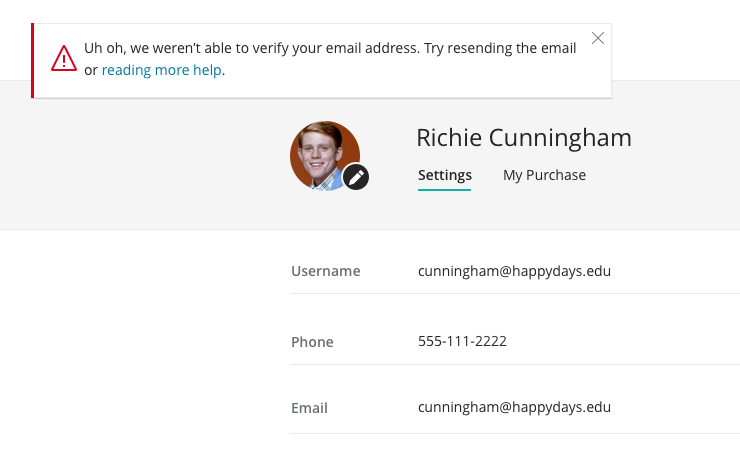 Uh oh, we weren’t able to verify your email address. Try resending the email
or reading more help.
Richie Cunningham
Settings My Purchase
Username cunningham@happydays.edu
Phone 555-111-2222
Email cunningham@happydays.edu